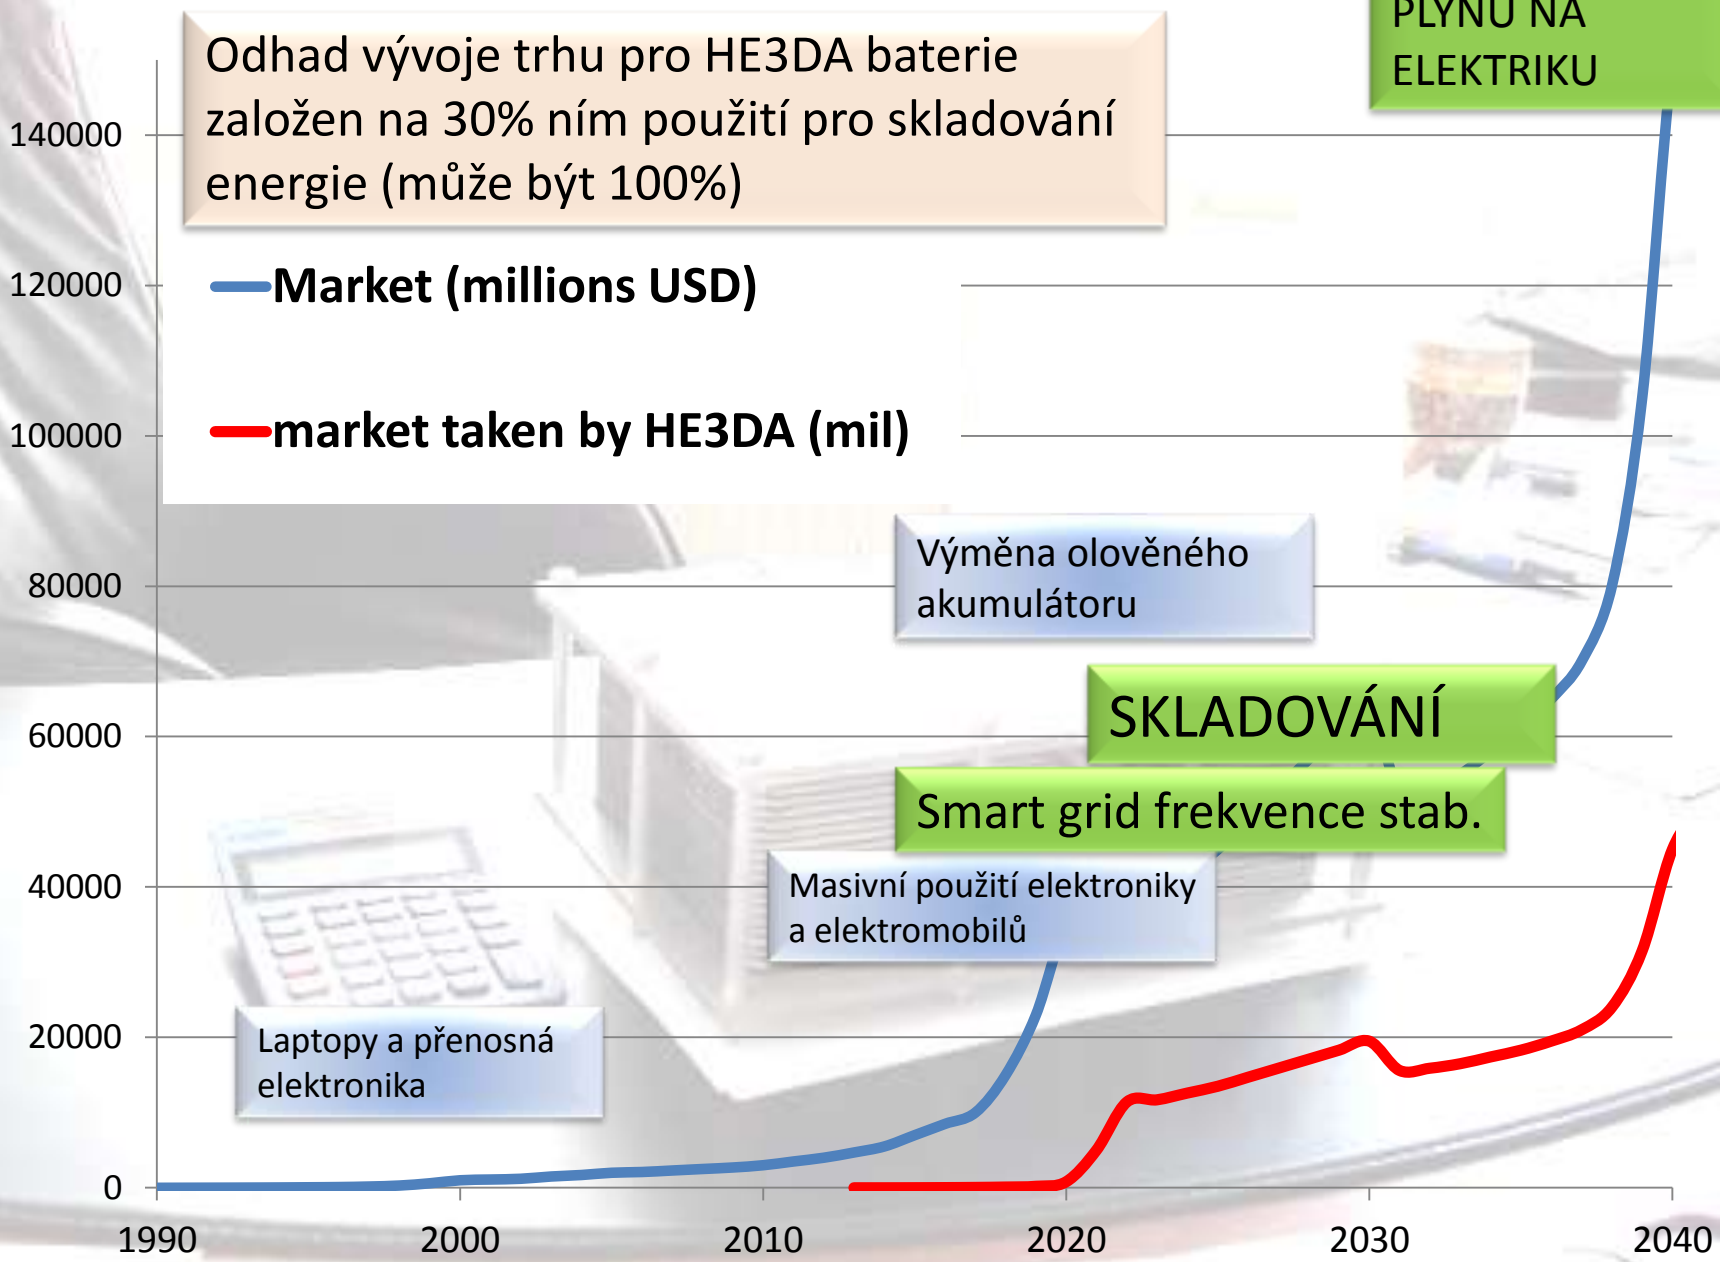 PLYNU NA
ELEKTRIKU
Odhad vývoje trhu pro HE3DA baterie
založen na 30% ním použití pro skladování
energie (může být 100%)
Market (millions USD)
market taken by HE3DA (mil)
140000
120000
100000
80000
60000
40000
20000
0
Výměna olověného
akumulátoru
SKLADOVÁNÍ
Smart grid frekvence stab.
Masivní použití elektroniky
a elektromobilů
Laptopy a přenosná
elektronika
1990
2000
2010
2020
2030
2040